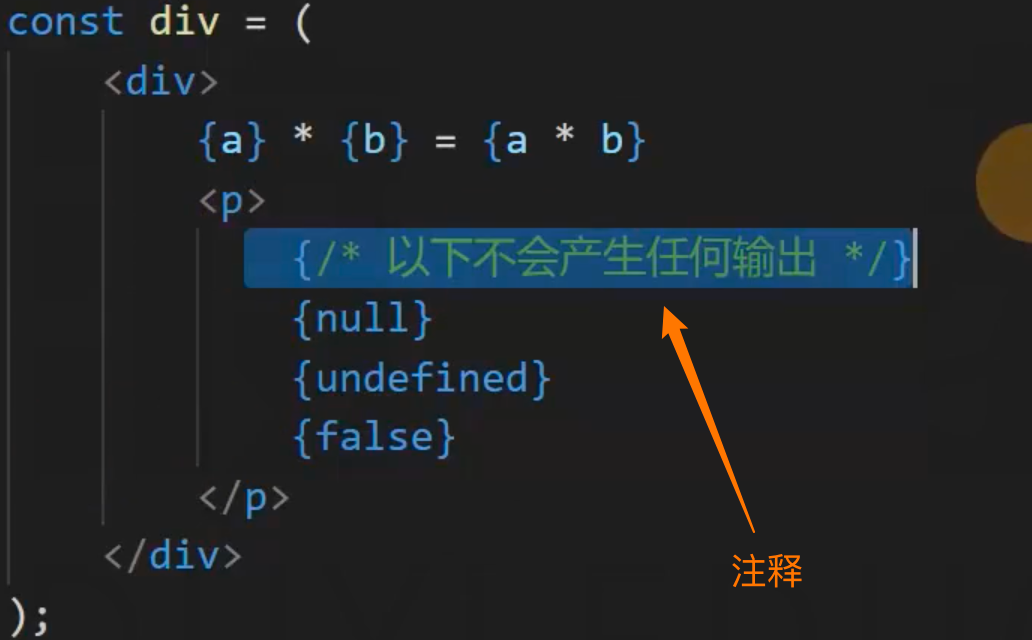 const div = (
<div>
{a} * {b} = {a * b}
<p>
{/* 以下不会产生任何输出 */}
{null}
{undefined}
{false}
</p>
</div>
);
注释